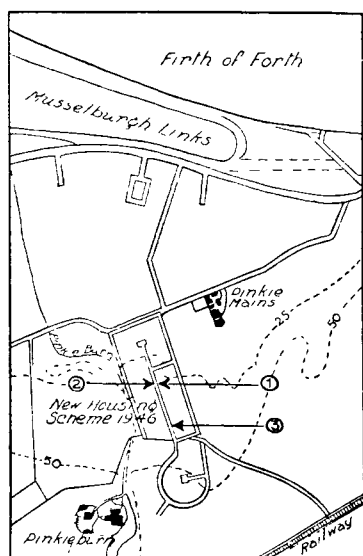 Firth of Forth
Musselburgh Links
Pinkie
Mains
25
50
Pinkie Burn
②
①
New Housing
Scheme 1946
③
50
Pinkieburn
Railway